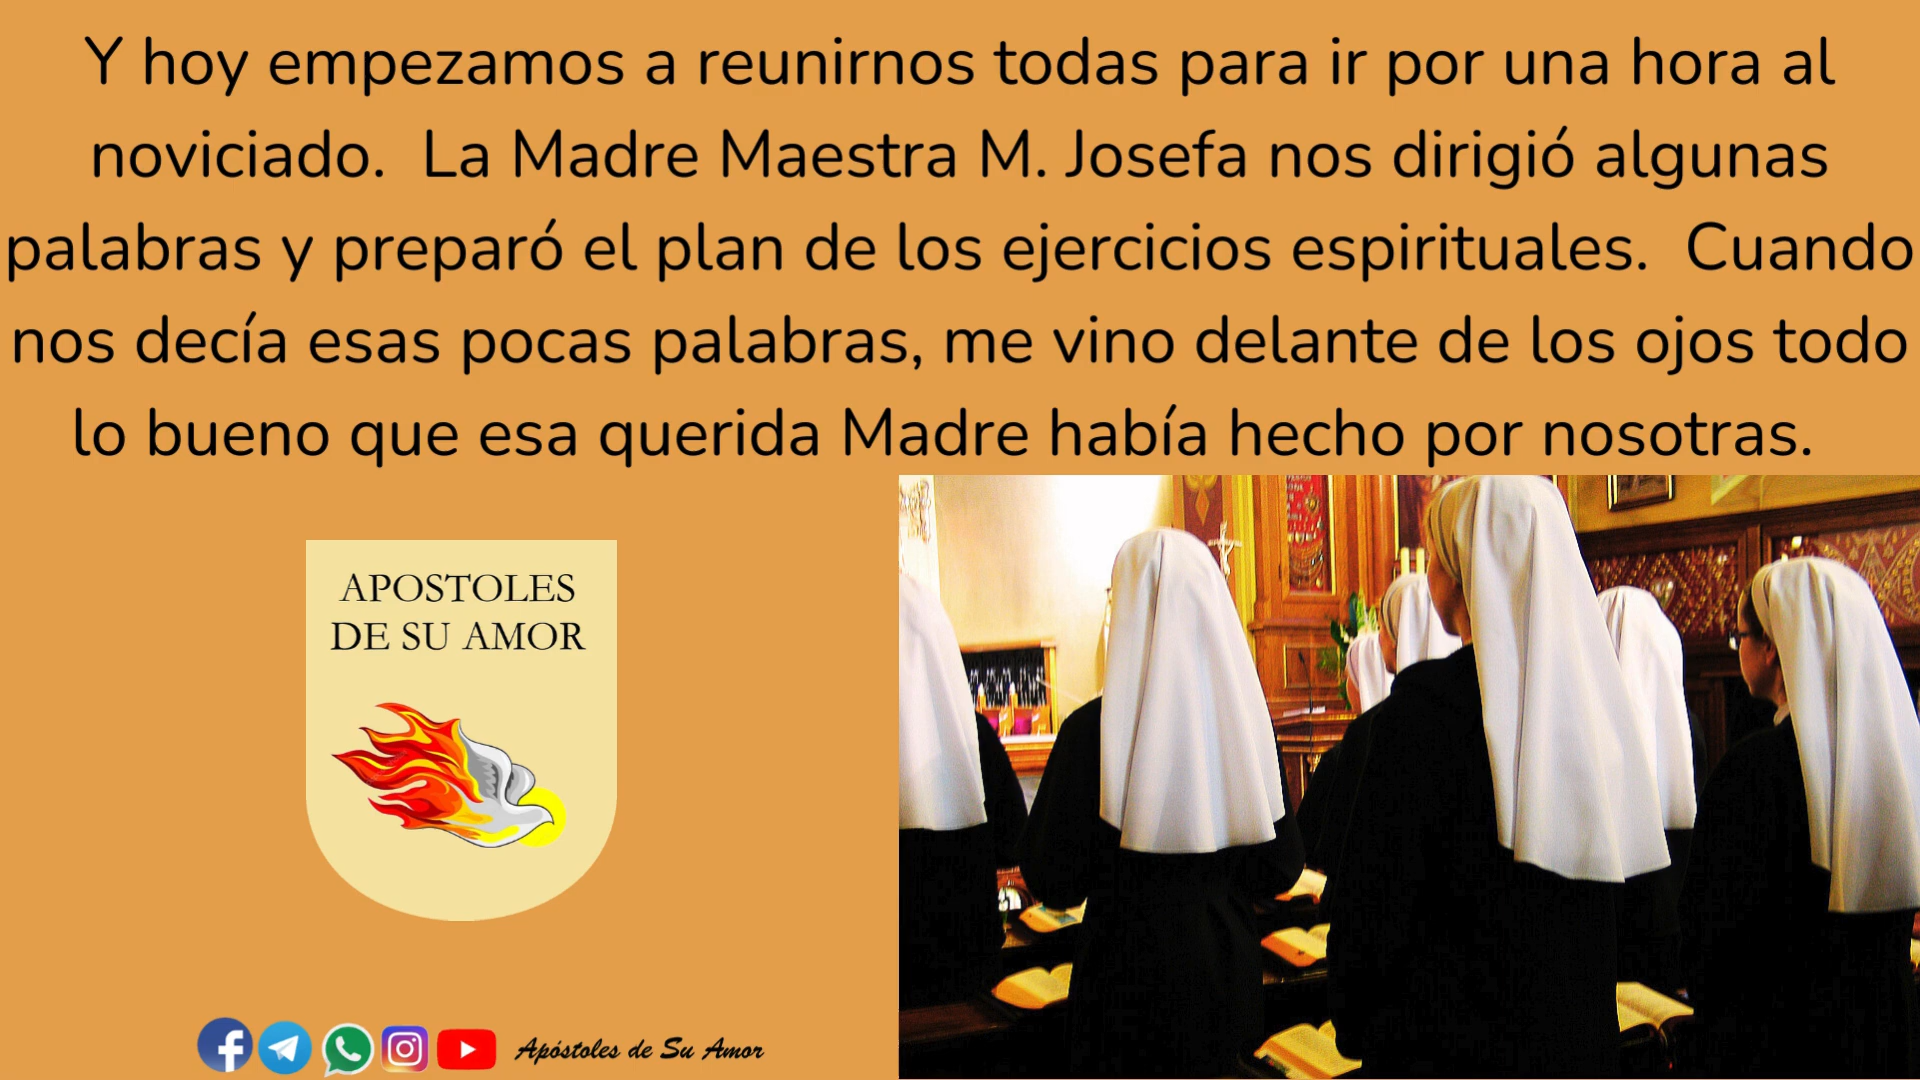 Y hoy empezamos a reunirnos todas para ir por una hora al
noviciado.  La Madre Maestra M. Josefa nos dirigió algunas
palabras y preparó el plan de los ejercicios espirituales.  Cuando
nos decía esas pocas palabras, me vino delante de los ojos todo
lo bueno que esa querida Madre había hecho por nosotras.
APOSTOLES
DE SU AMOR
Apóstoles de Su Amor